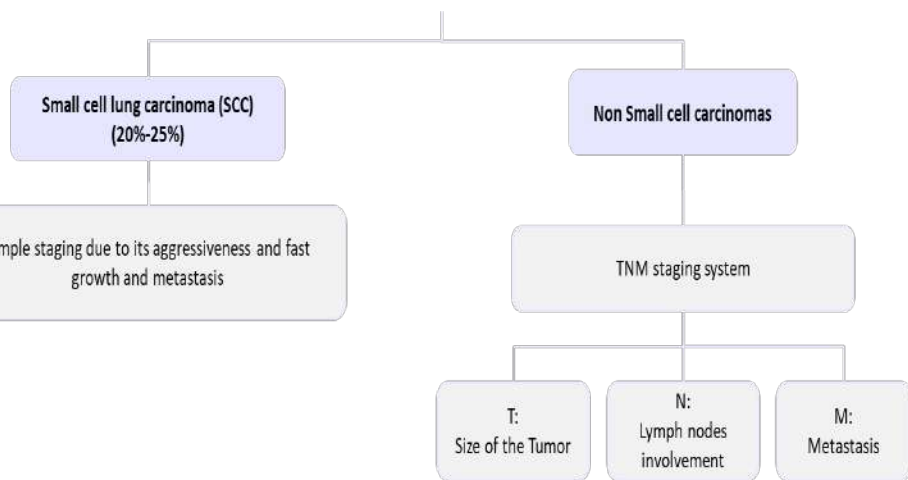 Small cell lung carcinoma (SCC)
(20%-25%)
Non Small cell carcinomas
staging due to its aggressiveness and fast
growth and metastasis
TNM staging system
T:
Size of the Tumor
N:
Lymph nodes
involvement
M:
Metastasis